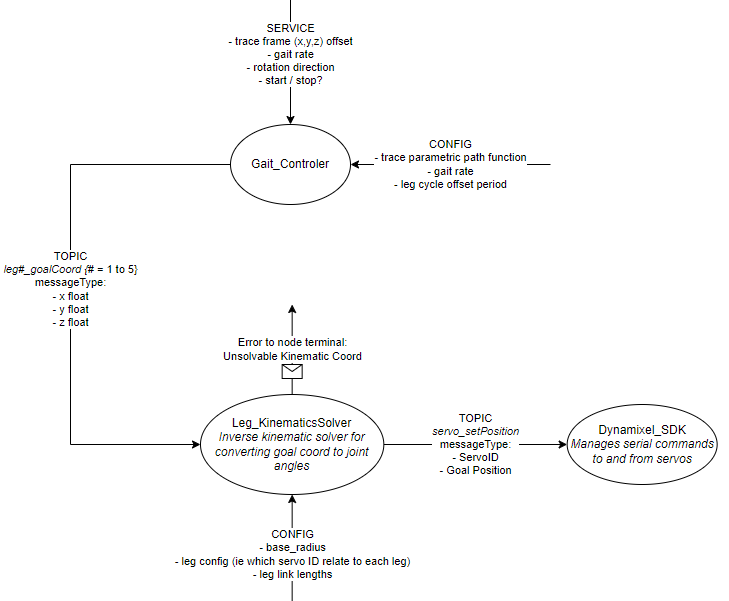 SERVICE
- trace frame (x,y,z) offset
- gait rate
- rotation direction
- start / stop?
Gait_Controler
CONFIG
- trace parametric path function
- gait rate
- leg cycle offset period
TOPIC
leg#_goalCoord {# = 1 to 5}
messageType:
- x float
- y float
- z float
Error to node terminal:
Unsolvable Kinematic Coord
Leg_KinematicsSolver
Inverse kinematic solver for
converting goal coord to joint
angles
TOPIC
servo_setPosition
messageType:
- ServoID
- Goal Position
Dynamixel_SDK
Manages serial commands
to and from servos
CONFIG
- base_radius
- leg config (ie which servo ID relate to each leg)
- leg link lengths